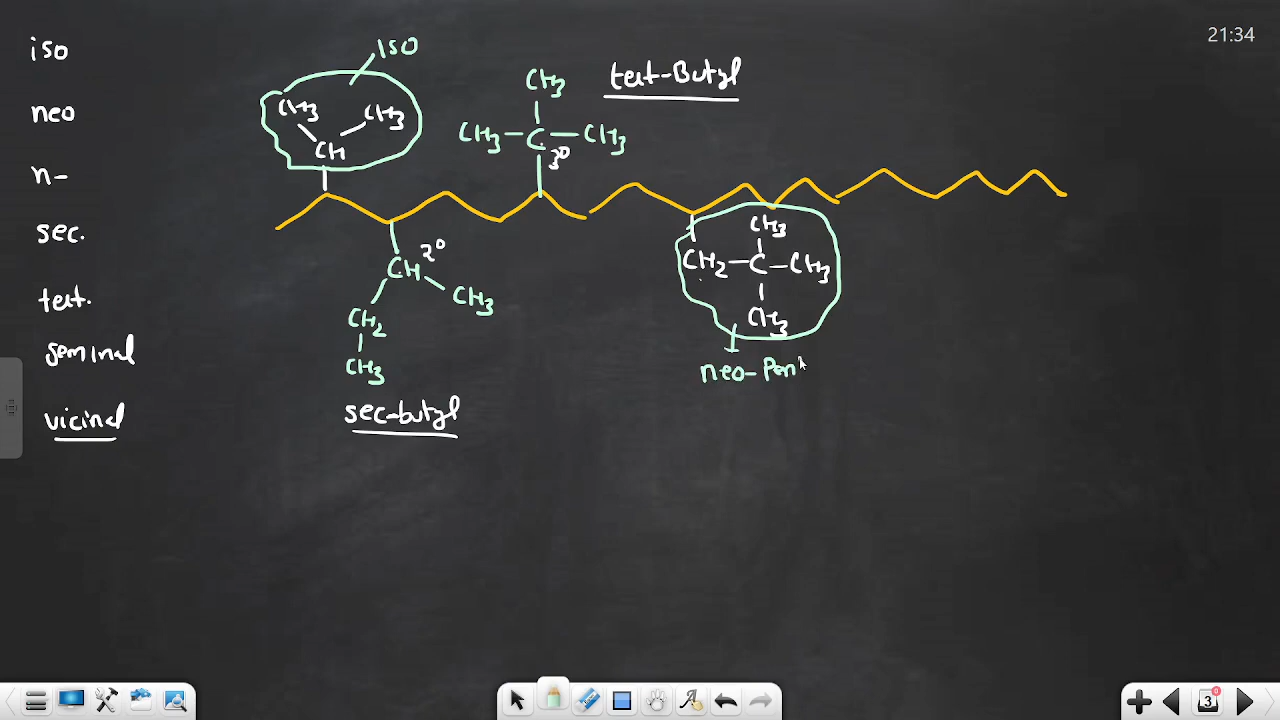 21:34
iso
neo
n-
sec.
tert.
geminal
vicinal
ISO
CH3 CH3
CH
CH3
CH3-C-CH3
3°
tert-Butyl
CH 2°
CH3
CH2
CH3
sec-butyl
CH3
CH2-C-CH3
CH3
neo-Pen
3